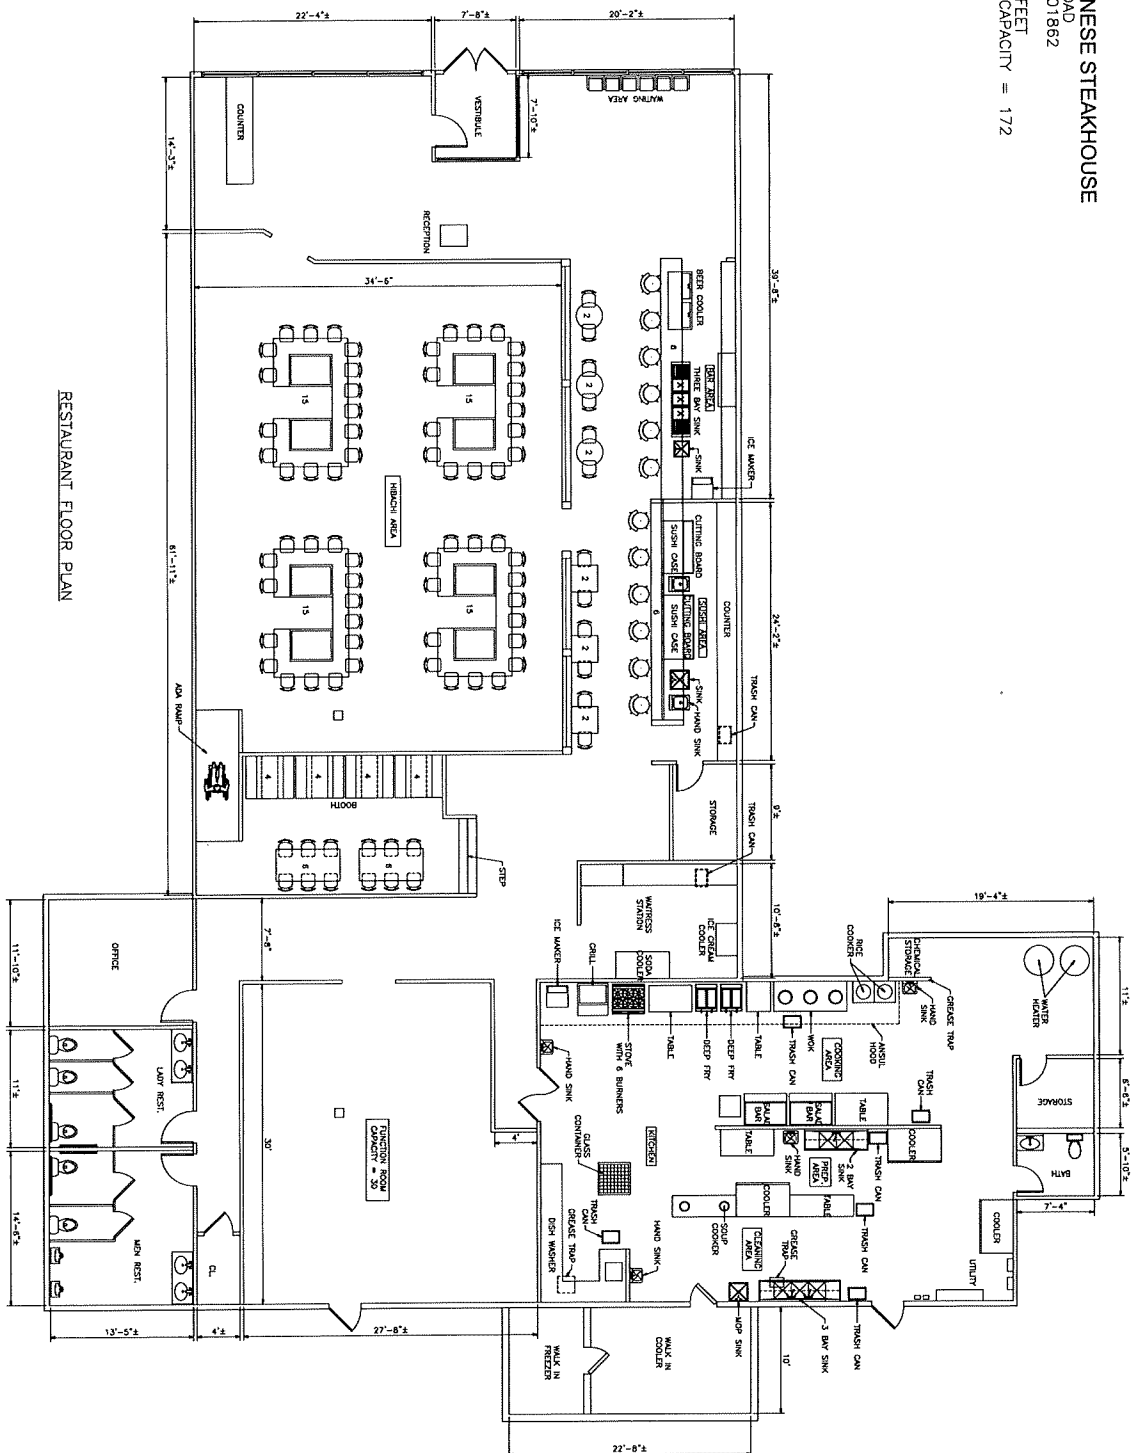 NESE STEAKHOUSE
OAD
01862
FEET
CAPACITY = 172
22'-4"±
7'-8"±
20'-2"±
COUNTER
14'-3"±
VESTIBULE
7'-10"±
WAITING AREA
RECEPTION
34'-6"
39'-8"±
BEER COOLER
6
BAR AREA
THREE BAY SINK
SINK
ICE MAKER
2
2
2
15
15
HIBACHI AREA
15
15
61'-11"±
ADA RAMP
CUTTING BOARD
SUSHI CASE
SUSHI AREA
CUTTING BOARD
SUSHI CASE
6
COUNTER
24'-2"±
SINK
HAND SINK
TRASH CAN
2
2
2
4
4
4
4
BOOTH
6
6
STEP
STORAGE
9'±
TRASH CAN
WAITRESS
STATION
ICE CREAM
COOLER
SODA
COOLER
10'-8"±
ICE MAKER
GRILL
STOVE
WITH 6 BURNERS
TABLE
DEEP FRY
DEEP FRY
TABLE
TRASH CAN
WOK
COOKING
AREA
ANSUL
HOOD
RICE
COOKER
CHEMICAL
STORAGE
HAND
SINK
GREASE TRAP
WATER
HEATER
19'-4"±
11'±
6'-6"±
5'-10"±
STORAGE
BATH
7'-4"
COOLER
UTILITY
TRASH
CAN
TABLE
SALAD
BAR
SALAD
BAR
TABLE
HAND
SINK
PREP.
AREA
2 BAY
SINK
TRASH CAN
COOLER
HAND SINK
KITCHEN
GLASS
CONTAINER
4'
SOUP
COOKER
COOLER
TABLE
TRASH CAN
CLEANING
AREA
GREASE
TRAP
TRASH
CAN
GREASE TRAP
DISH WASHER
HAND SINK
MOP SINK
3 BAY SINK
TRASH CAN
10'
WALK IN
COOLER
WALK IN
FREEZER
22'-8"±
OFFICE
11'-10"±
7'-8"
LADY REST.
11'±
FUNCTION ROOM
CAPACITY = 30
30'
MEN REST.
14'-6"±
CL.
13'-5"±
4'±
27'-8"±
RESTAURANT FLOOR PLAN